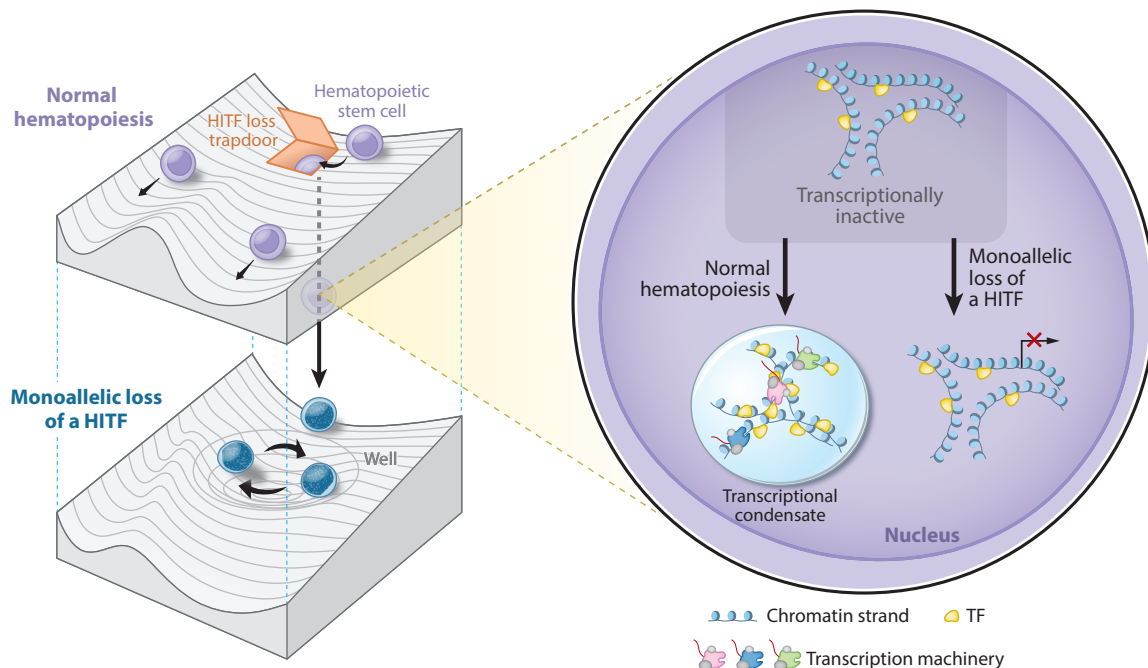 Normal
hematopoiesis
HITF loss
trapdoor
Hematopoietic
stem cell
Monoallelic loss
of a HITF
Well
Transcriptionally
inactive
Normal
hematopoiesis
Monoallelic
loss of
a HITF
Transcriptional
condensate
Nucleus
Chromatin strand
TF
Transcription machinery